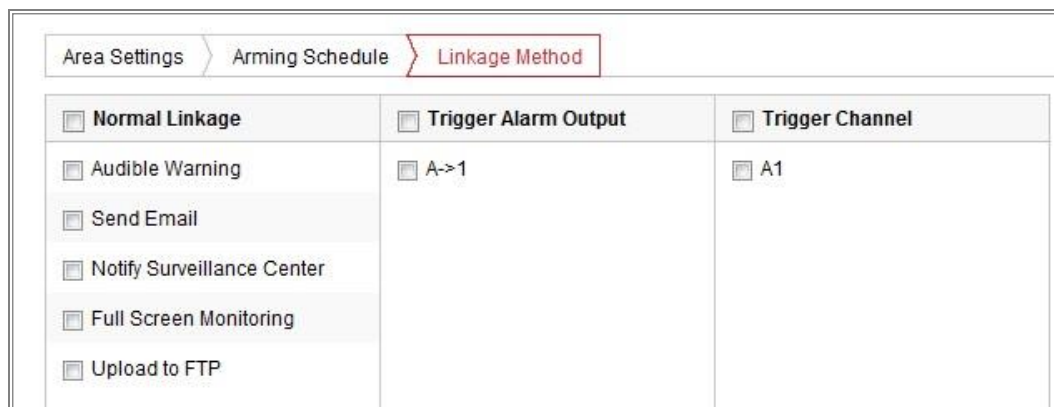 Area Settings Arming Schedule Linkage Method
Normal Linkage Trigger Alarm Output Trigger Channel
Audible Warning A->1 A1
Send Email
Notify Surveillance Center
Full Screen Monitoring
Upload to FTP